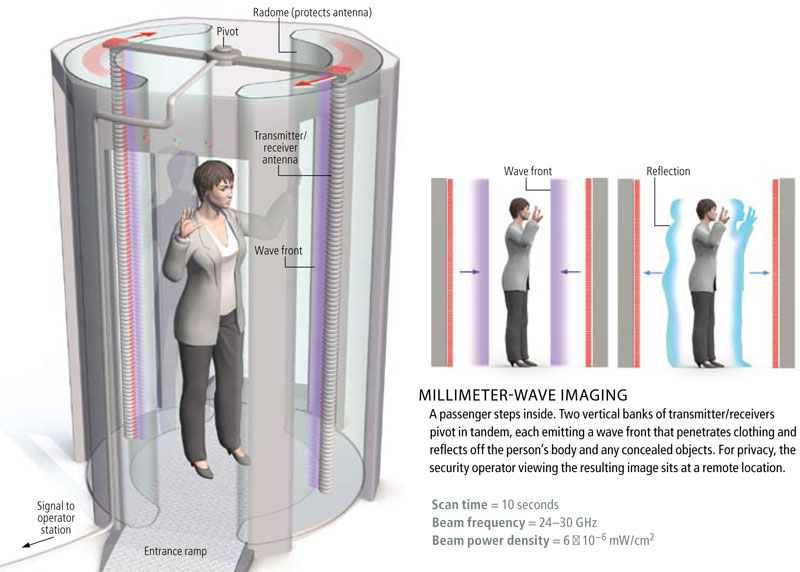 Radome (protects antenna)
Pivot
Transmitter/
receiver
antenna
Wave front
Signal to
operator
station
Entrance ramp
Wave front
Reflection
MILLIMETER-WAVE IMAGING
A passenger steps inside. Two vertical banks of transmitter/receivers
pivot in tandem, each emitting a wave front that penetrates clothing and
reflects off the person’s body and any concealed objects. For privacy, the
security operator viewing the resulting image sits at a remote location.
Scan time = 10 seconds
Beam frequency = 24–30 GHz
Beam power density = 6 □ 10⁻⁶ mW/cm²